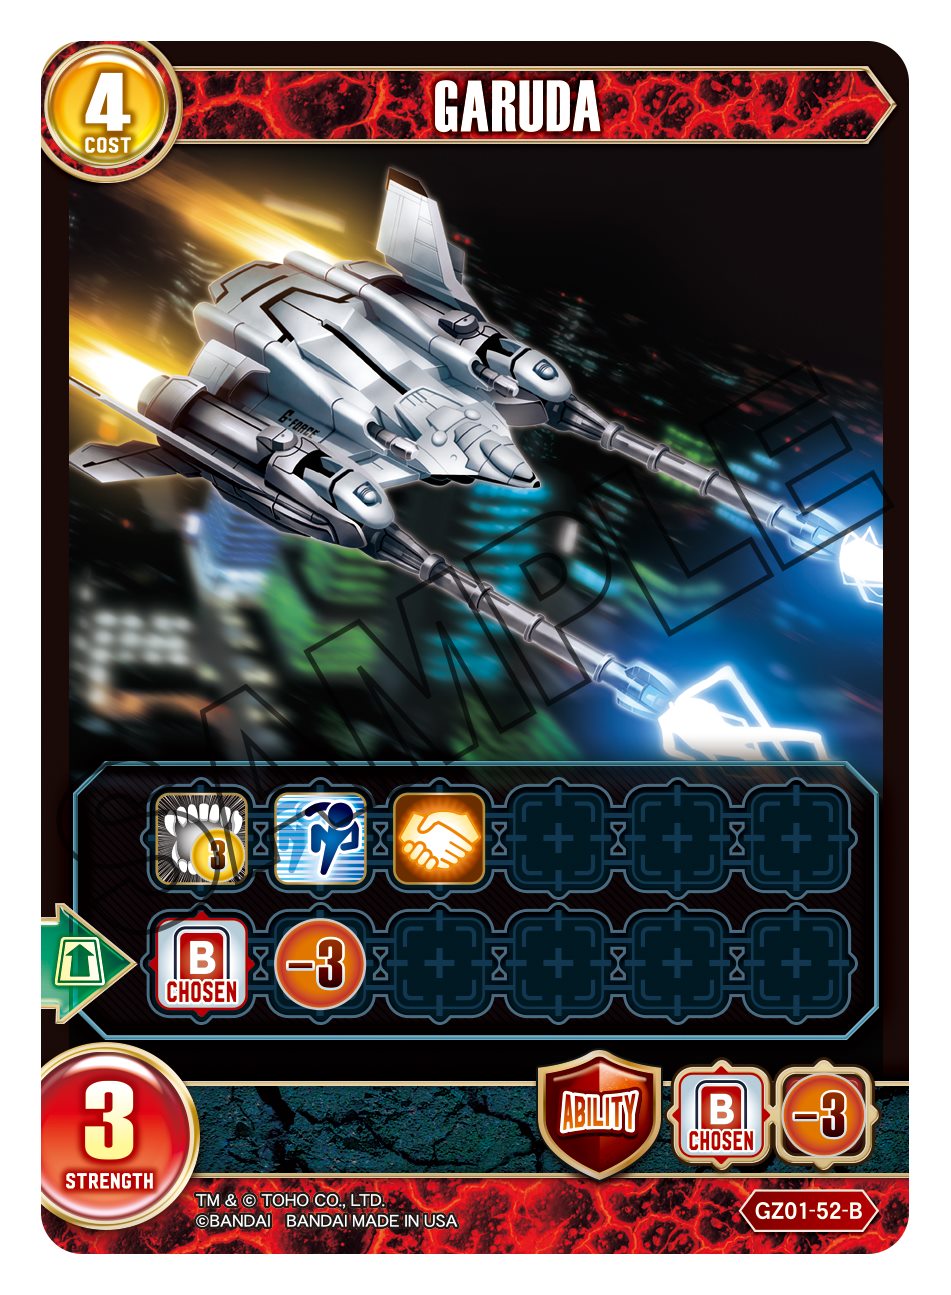 4
COST
GARUDA
G-FORCE
SAMPLE
3
B
CHOSEN
-3
3
STRENGTH
ABILITY
B
CHOSEN
-3
TM & © TOHO CO., LTD.
©BANDAI BANDAI MADE IN USA
GZ01-52-B